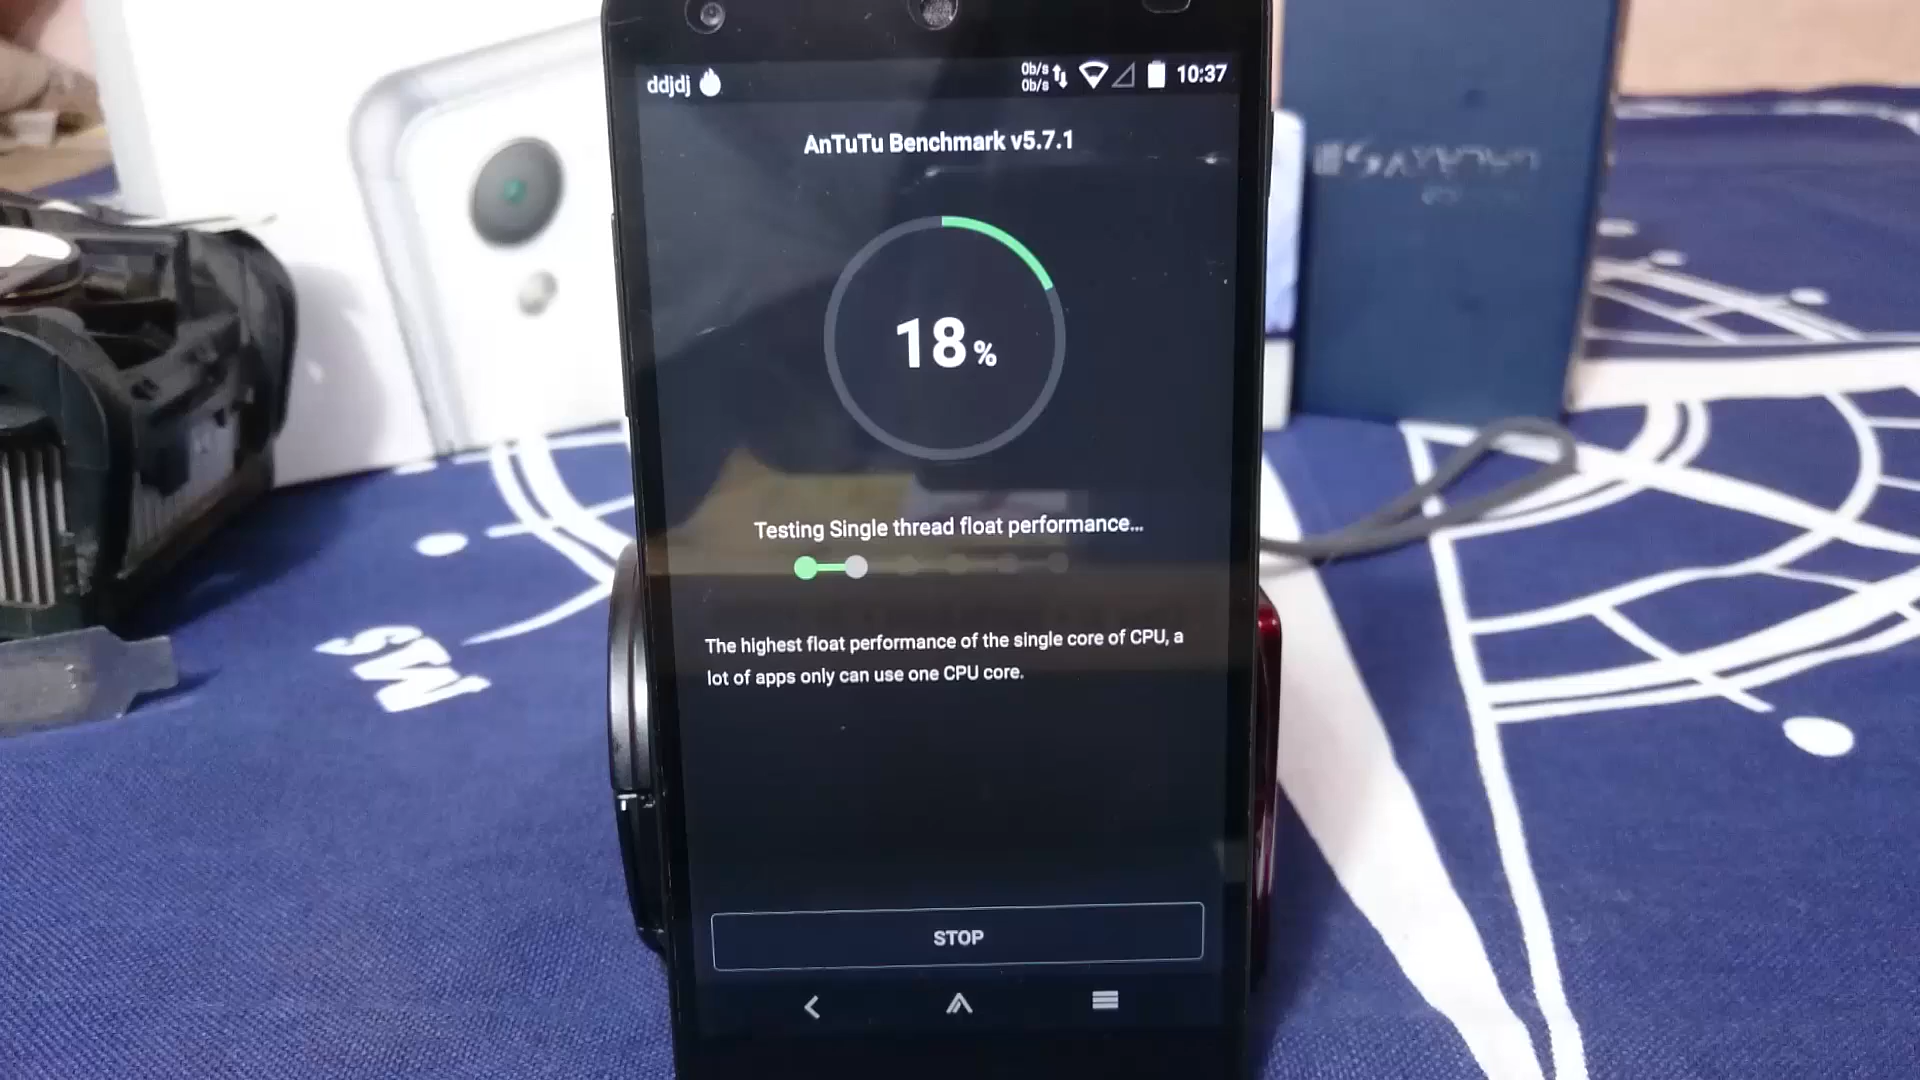 ddjdj 0b/s 10:37
0b/s
AnTuTu Benchmark v5.7.1
18%
Testing Single thread float performance...
The highest float performance of the single core of CPU, a
lot of apps only can use one CPU core.
STOP